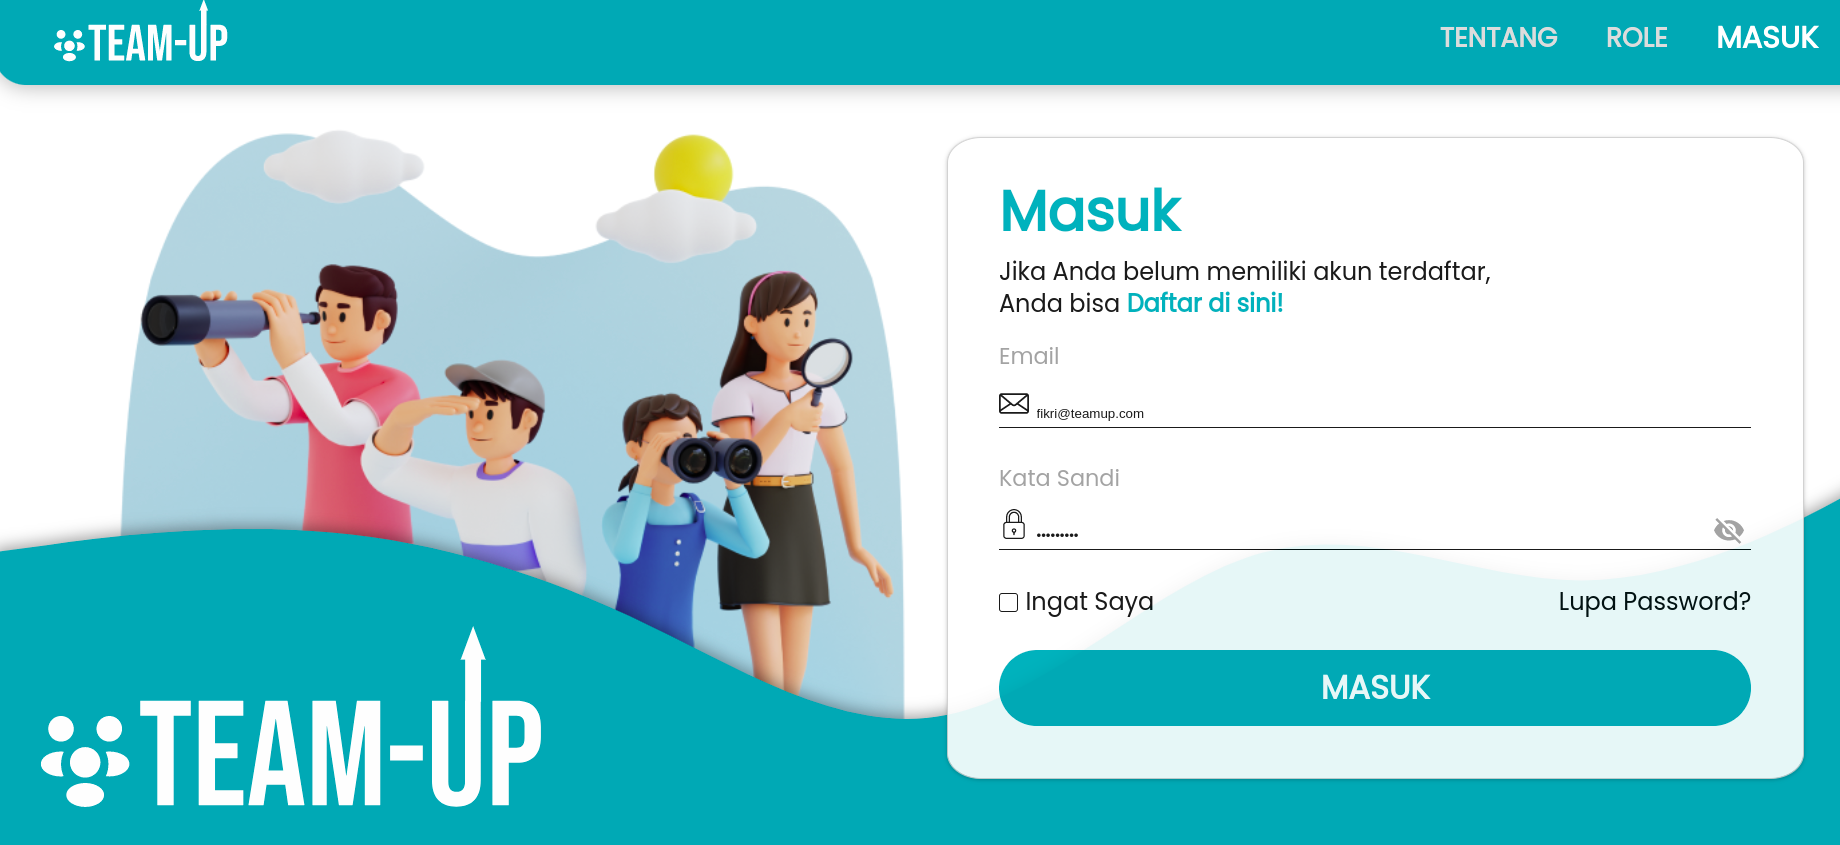 TEAM-UP
TENTANG
ROLE
MASUK
Masuk
Jika Anda belum memiliki akun terdaftar,
Anda bisa Daftar di sini!
Email
fikri@teamup.com
Kata Sandi
•••••••••
Ingat Saya
Lupa Password?
MASUK
TEAM-UP